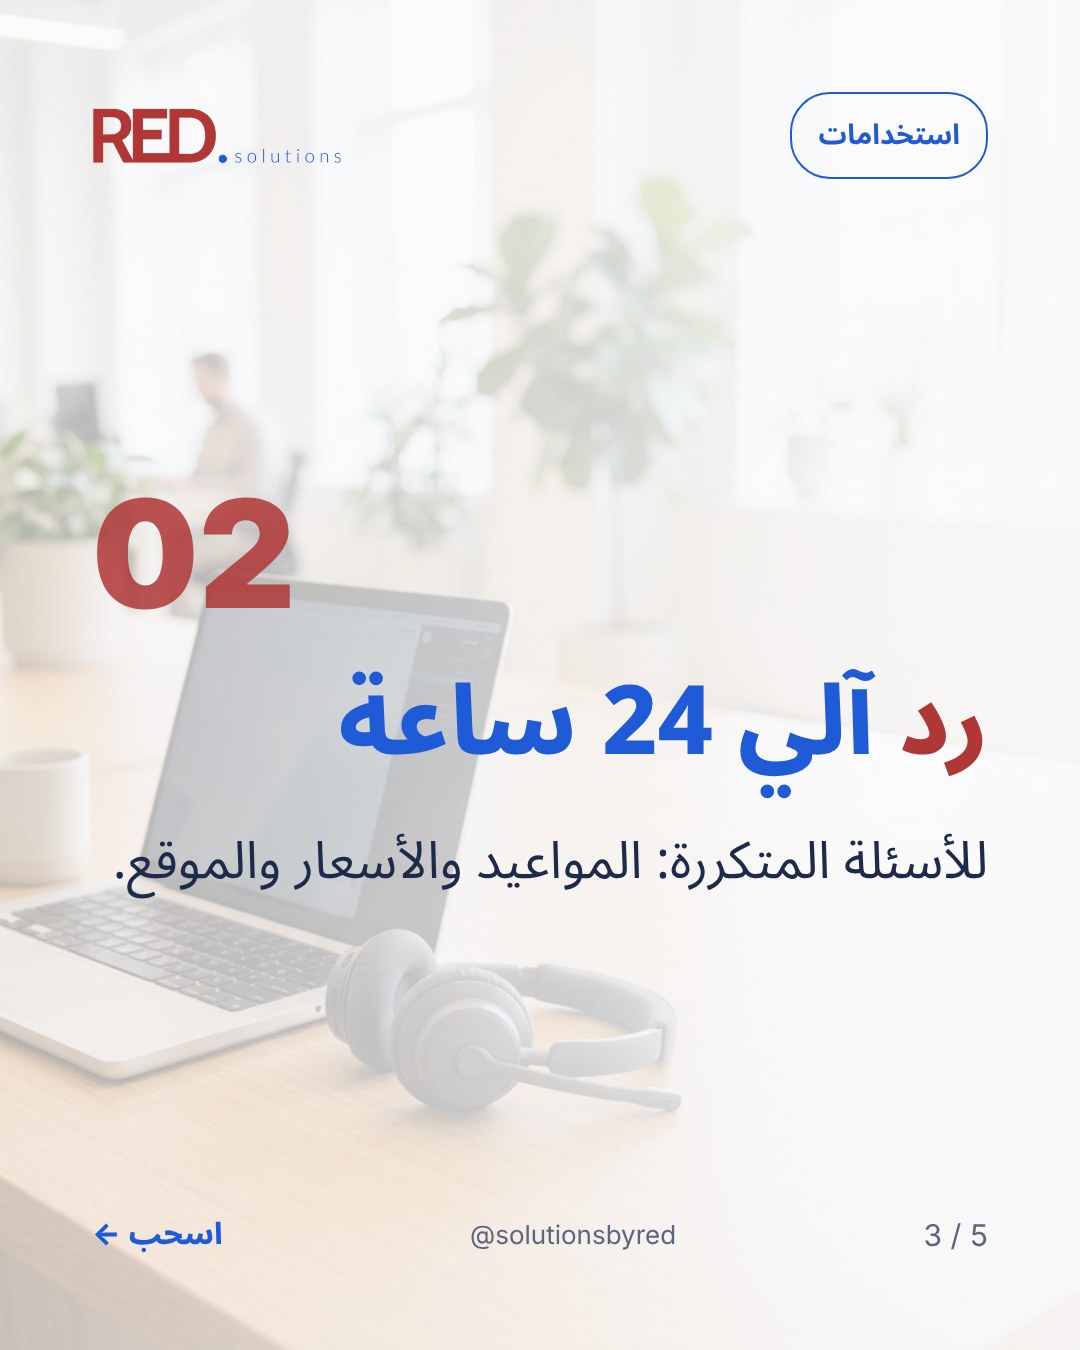 RED.solutions
استخدامات
02
رد آلي 24 ساعة
للأسئلة المتكررة: المواعيد والأسعار والموقع.
اسحب ←
@solutionsbyred
3 / 5